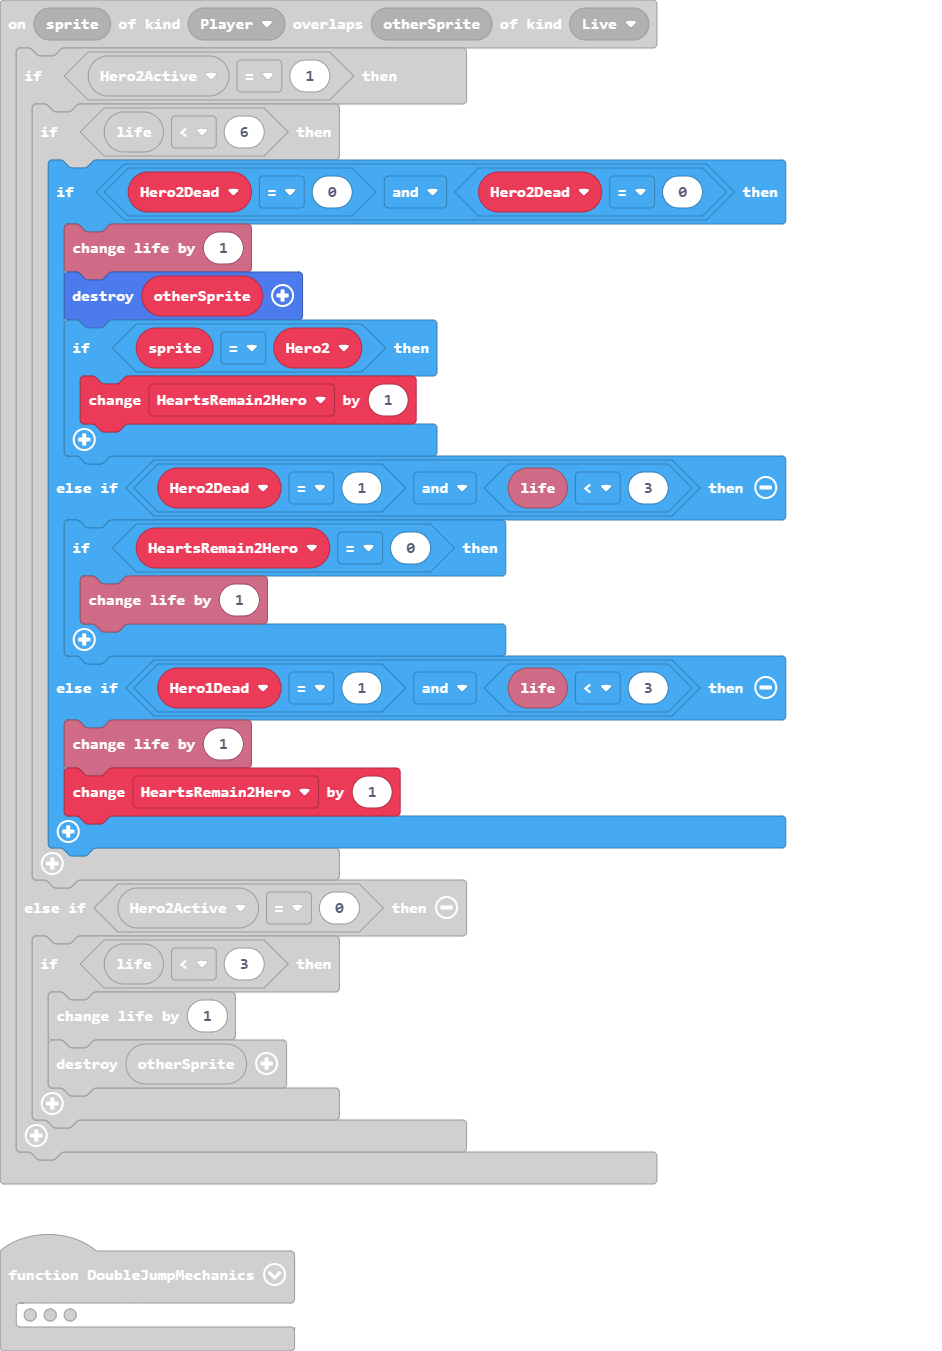 on sprite of kind Player overlaps otherSprite of kind Live
if Hero2Active = 1 then
if life < 6 then
if Hero2Dead = 0 and Hero2Dead = 0 then
change life by 1
destroy otherSprite
if sprite = Hero2 then
change HeartsRemain2Hero by 1
else if Hero2Dead = 1 and life < 3 then
if HeartsRemain2Hero = 0 then
change life by 1
else if Hero1Dead = 1 and life < 3 then
change life by 1
change HeartsRemain2Hero by 1
else if Hero2Active = 0 then
if life < 3 then
change life by 1
destroy otherSprite
function DoubleJumpMechanics